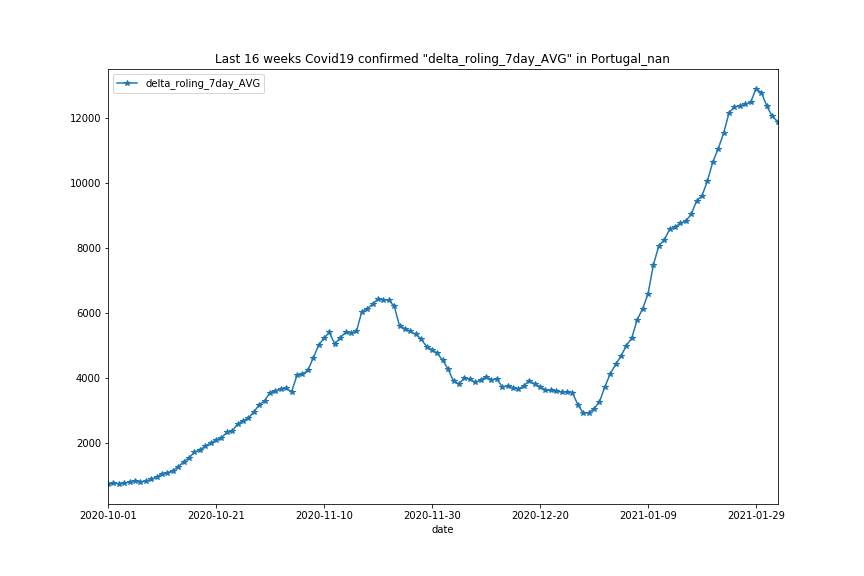 Last 16 weeks Covid19 confirmed "delta_roling_7day_AVG" in Portugal_nan
delta_roling_7day_AVG
12000
10000
8000
6000
4000
2000
2020-10-01 2020-10-21 2020-11-10 2020-11-30 2020-12-20 2021-01-09 2021-01-29
date